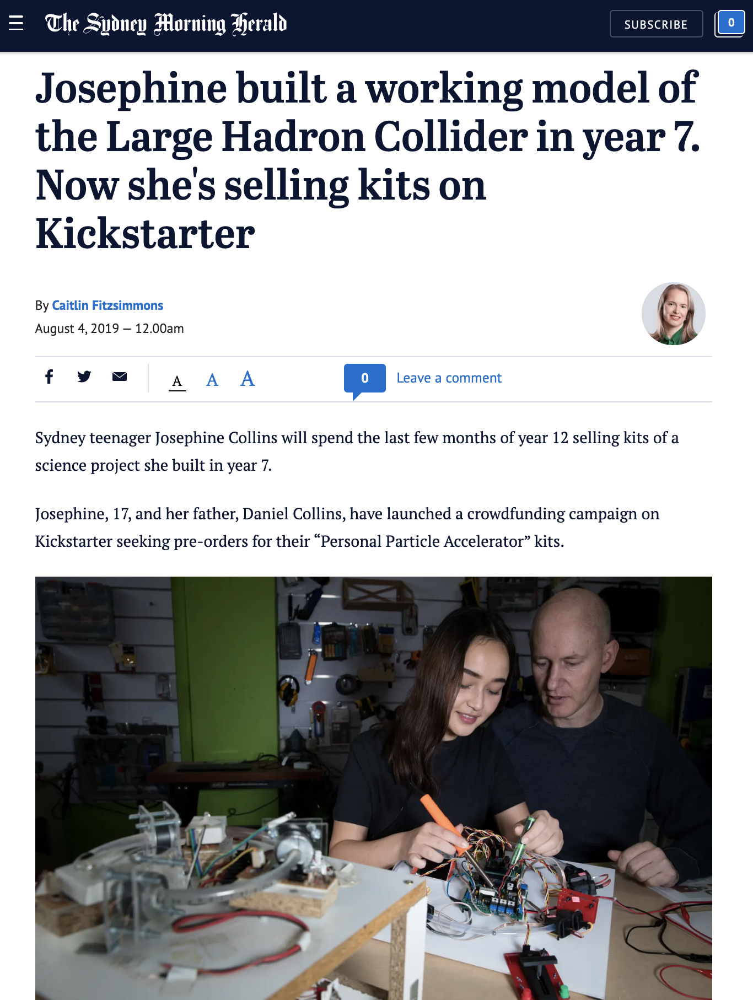 The Sydney Morning Herald
SUBSCRIBE
0
Josephine built a working model of
the Large Hadron Collider in year 7.
Now she's selling kits on
Kickstarter
By Caitlin Fitzsimmons
August 4, 2019 — 12.00am
A A A
0
Leave a comment
Sydney teenager Josephine Collins will spend the last few months of year 12 selling kits of a
science project she built in year 7.
Josephine, 17, and her father, Daniel Collins, have launched a crowdfunding campaign on
Kickstarter seeking pre-orders for their “Personal Particle Accelerator” kits.